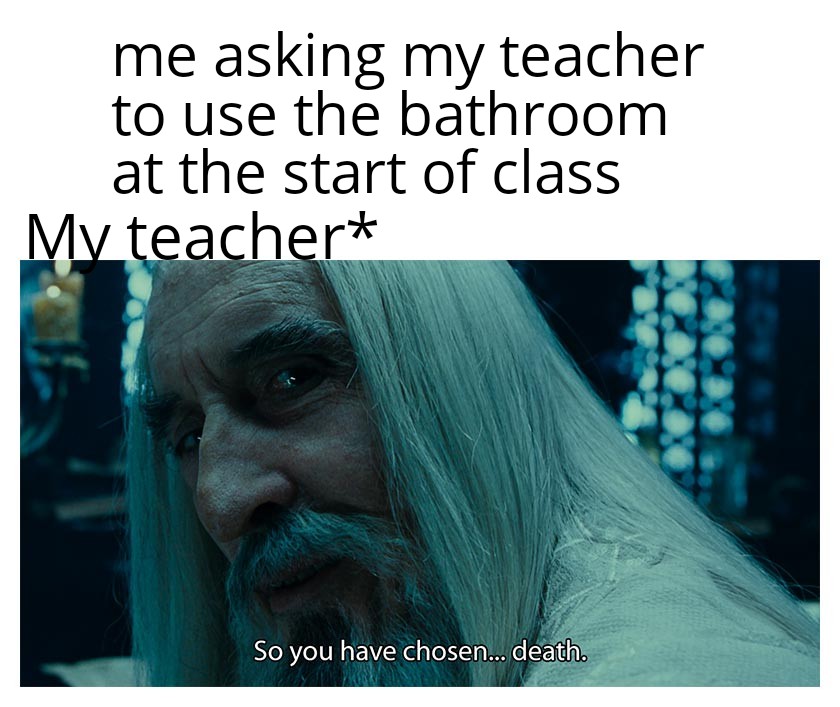 me asking my teacher
to use the bathroom
at the start of class
My teacher*
So you have chosen... death.